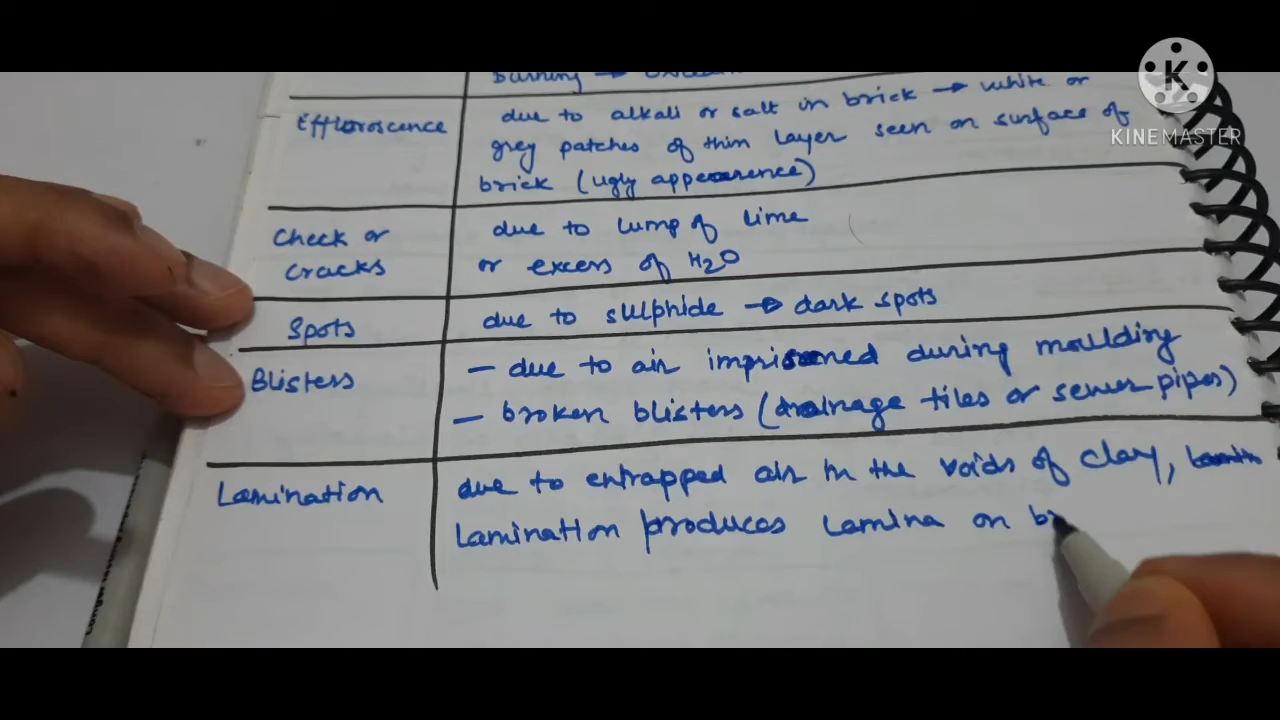 burning →
Effloroscence
due to alkali or salt in brick → white or
grey patches of thin layer seen on surface of
brick (ugly appearence)
Check or
cracks
due to lump of lime
or excess of H2O
Spots
due to sulphide → dark spots
Blisters
- due to air imprisoned during moulding
- broken blisters (drainage tiles or sewer pipes)
Lamination
due to entrapped air in the voids of clay,
Lamination produces lamina on b
K
KINEMASTER